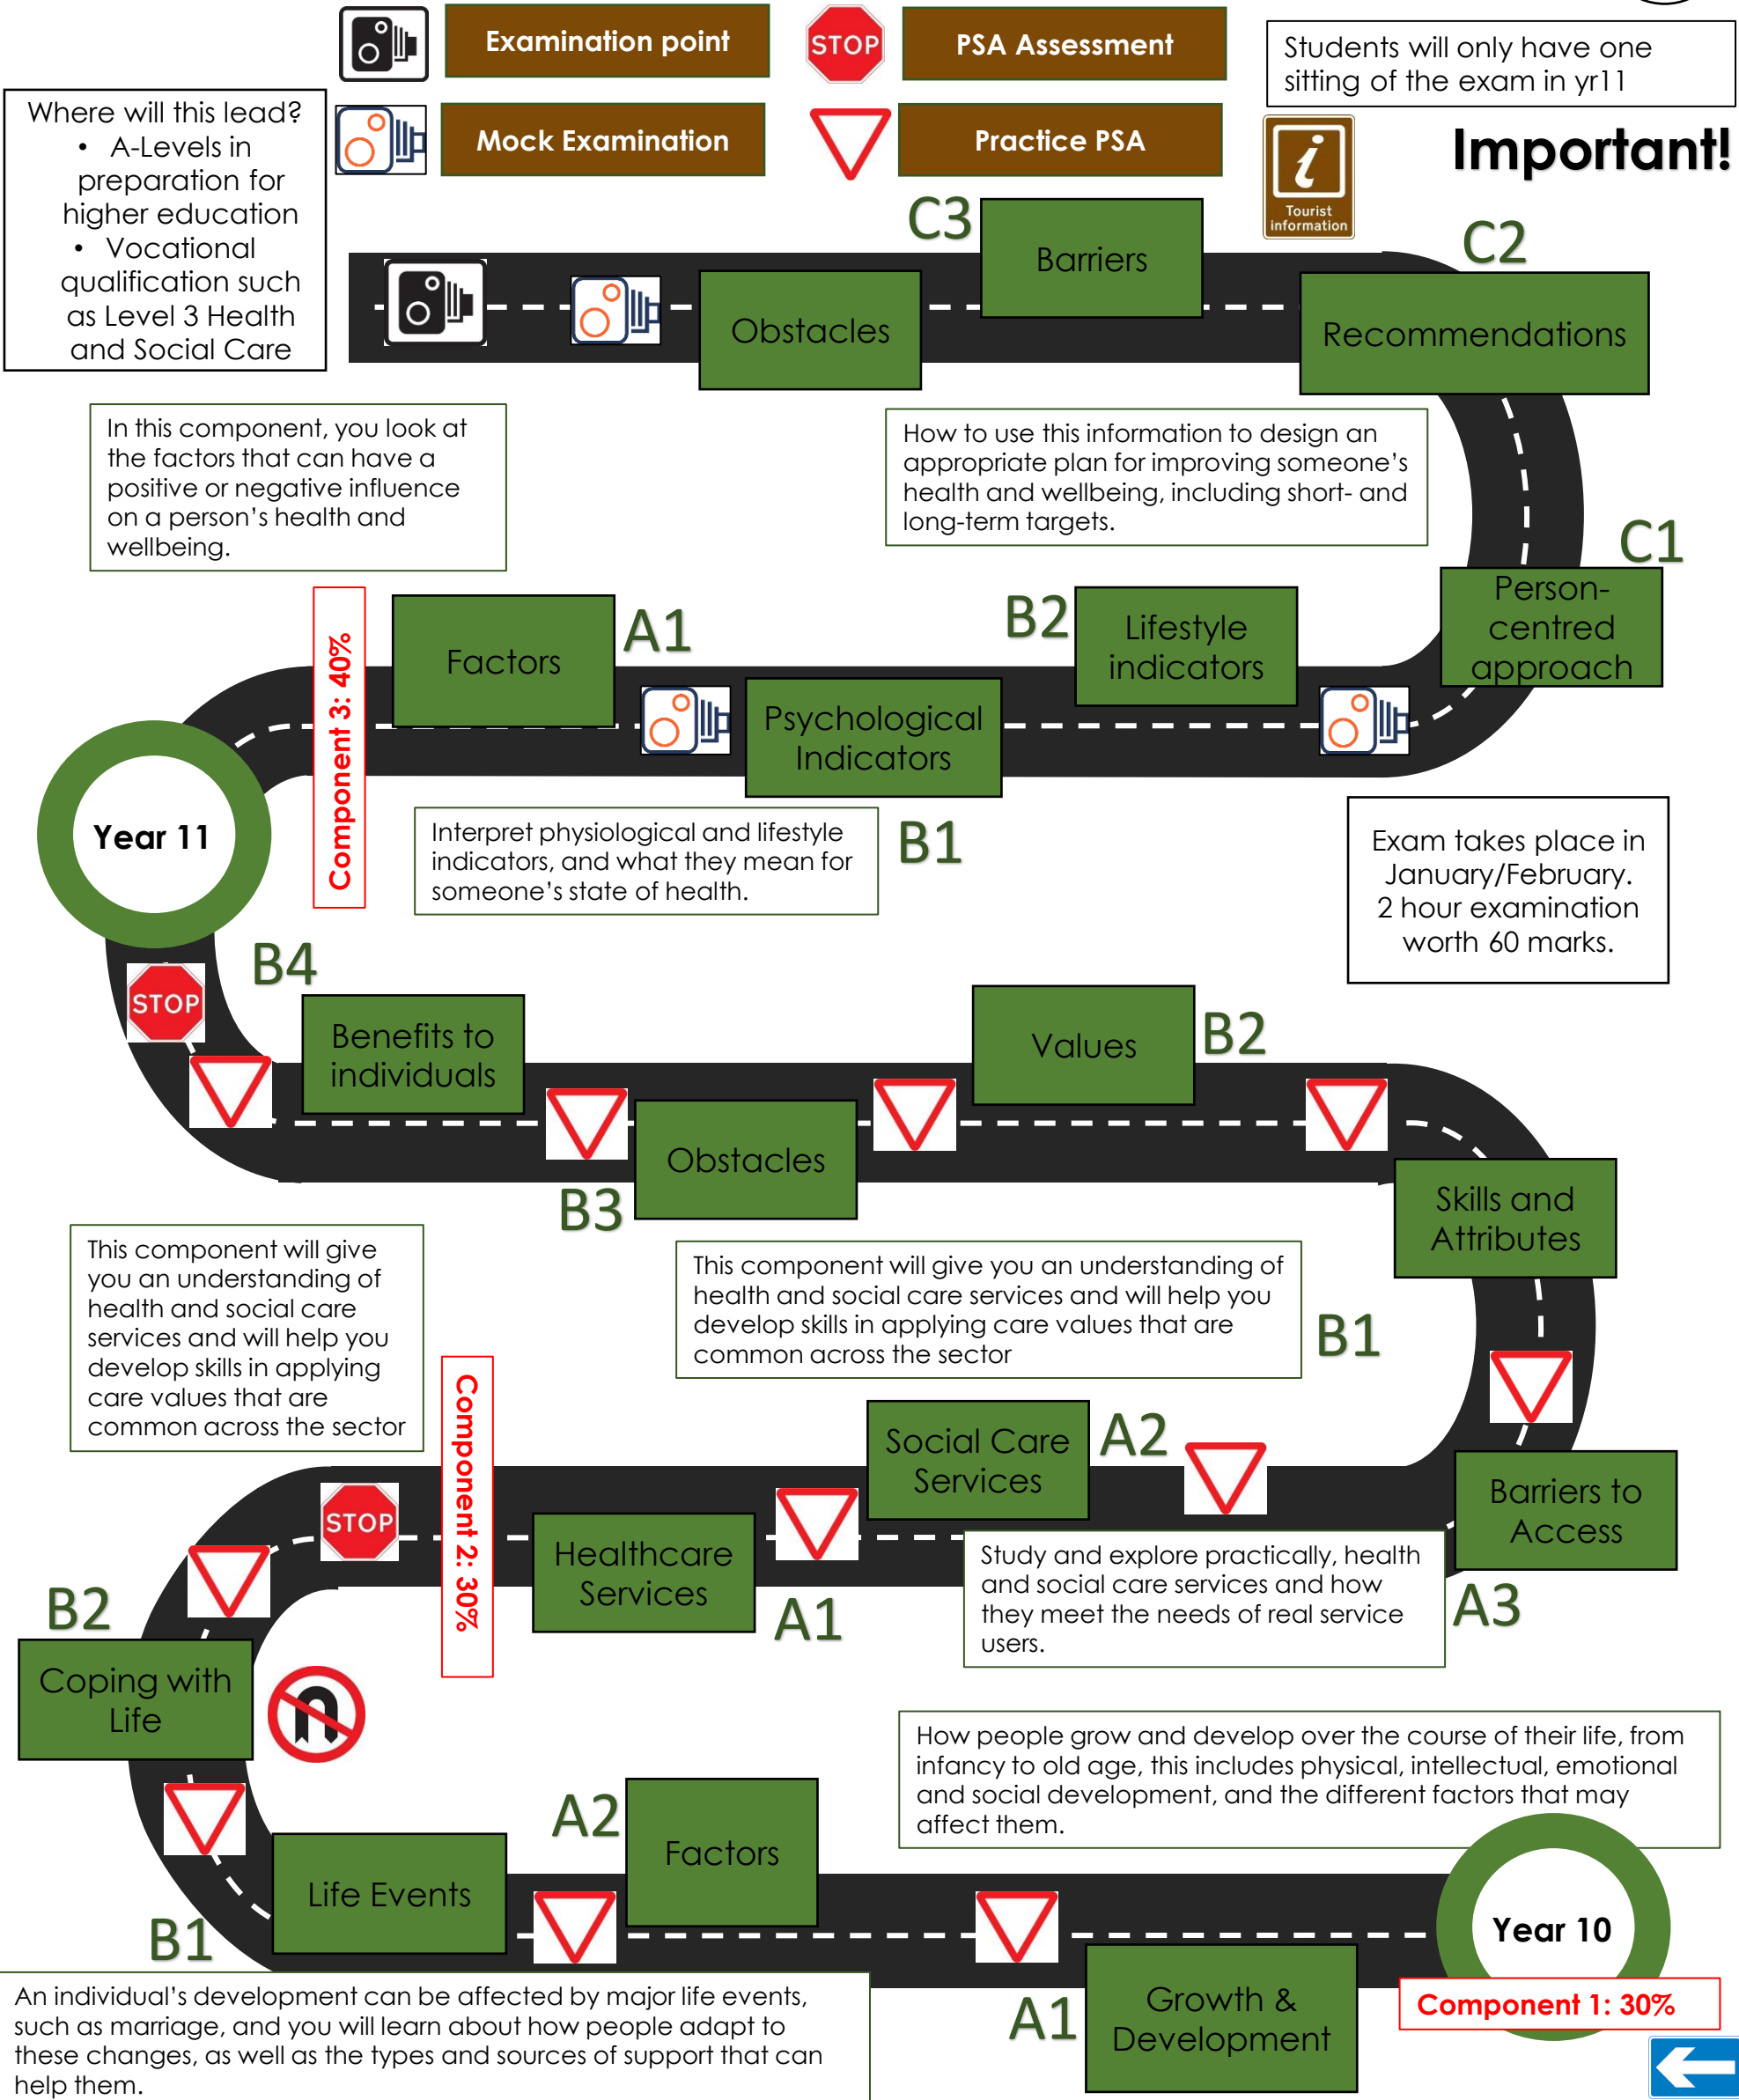 Examination point
STOP
PSA Assessment
Students will only have one
sitting of the exam in yr11
Where will this lead?
• A-Levels in
preparation for
higher education
• Vocational
qualification such
as Level 3 Health
and Social Care
Mock Examination
Practice PSA
i
Tourist
information
Important!
C3
Barriers
C2
Obstacles
Recommendations
In this component, you look at
the factors that can have a
positive or negative influence
on a person's health and
wellbeing.
How to use this information to design an
appropriate plan for improving someone's
health and wellbeing, including short- and
long-term targets.
C1
Person-
centred
approach
Component 3: 40%
Factors
A1
B2
Lifestyle
indicators
Psychological
Indicators
Year 11
Interpret physiological and lifestyle
indicators, and what they mean for
someone's state of health.
B1
Exam takes place in
January/February.
2 hour examination
worth 60 marks.
B4
STOP
Benefits to
individuals
Values
B2
Obstacles
B3
Skills and
Attributes
This component will give
you an understanding of
health and social care
services and will help you
develop skills in applying
care values that are
common across the sector
This component will give you an understanding of
health and social care services and will help you
develop skills in applying care values that are
common across the sector
B1
Component 2: 30%
Social Care
Services
A2
Barriers to
Access
STOP
Healthcare
Services
A1
Study and explore practically, health
and social care services and how
they meet the needs of real service
users.
A3
B2
Coping with
Life
How people grow and develop over the course of their life, from
infancy to old age, this includes physical, intellectual, emotional
and social development, and the different factors that may
affect them.
A2
Factors
Life Events
B1
Year 10
Component 1: 30%
A1
Growth &
Development
An individual's development can be affected by major life events,
such as marriage, and you will learn about how people adapt to
these changes, as well as the types and sources of support that can
help them.